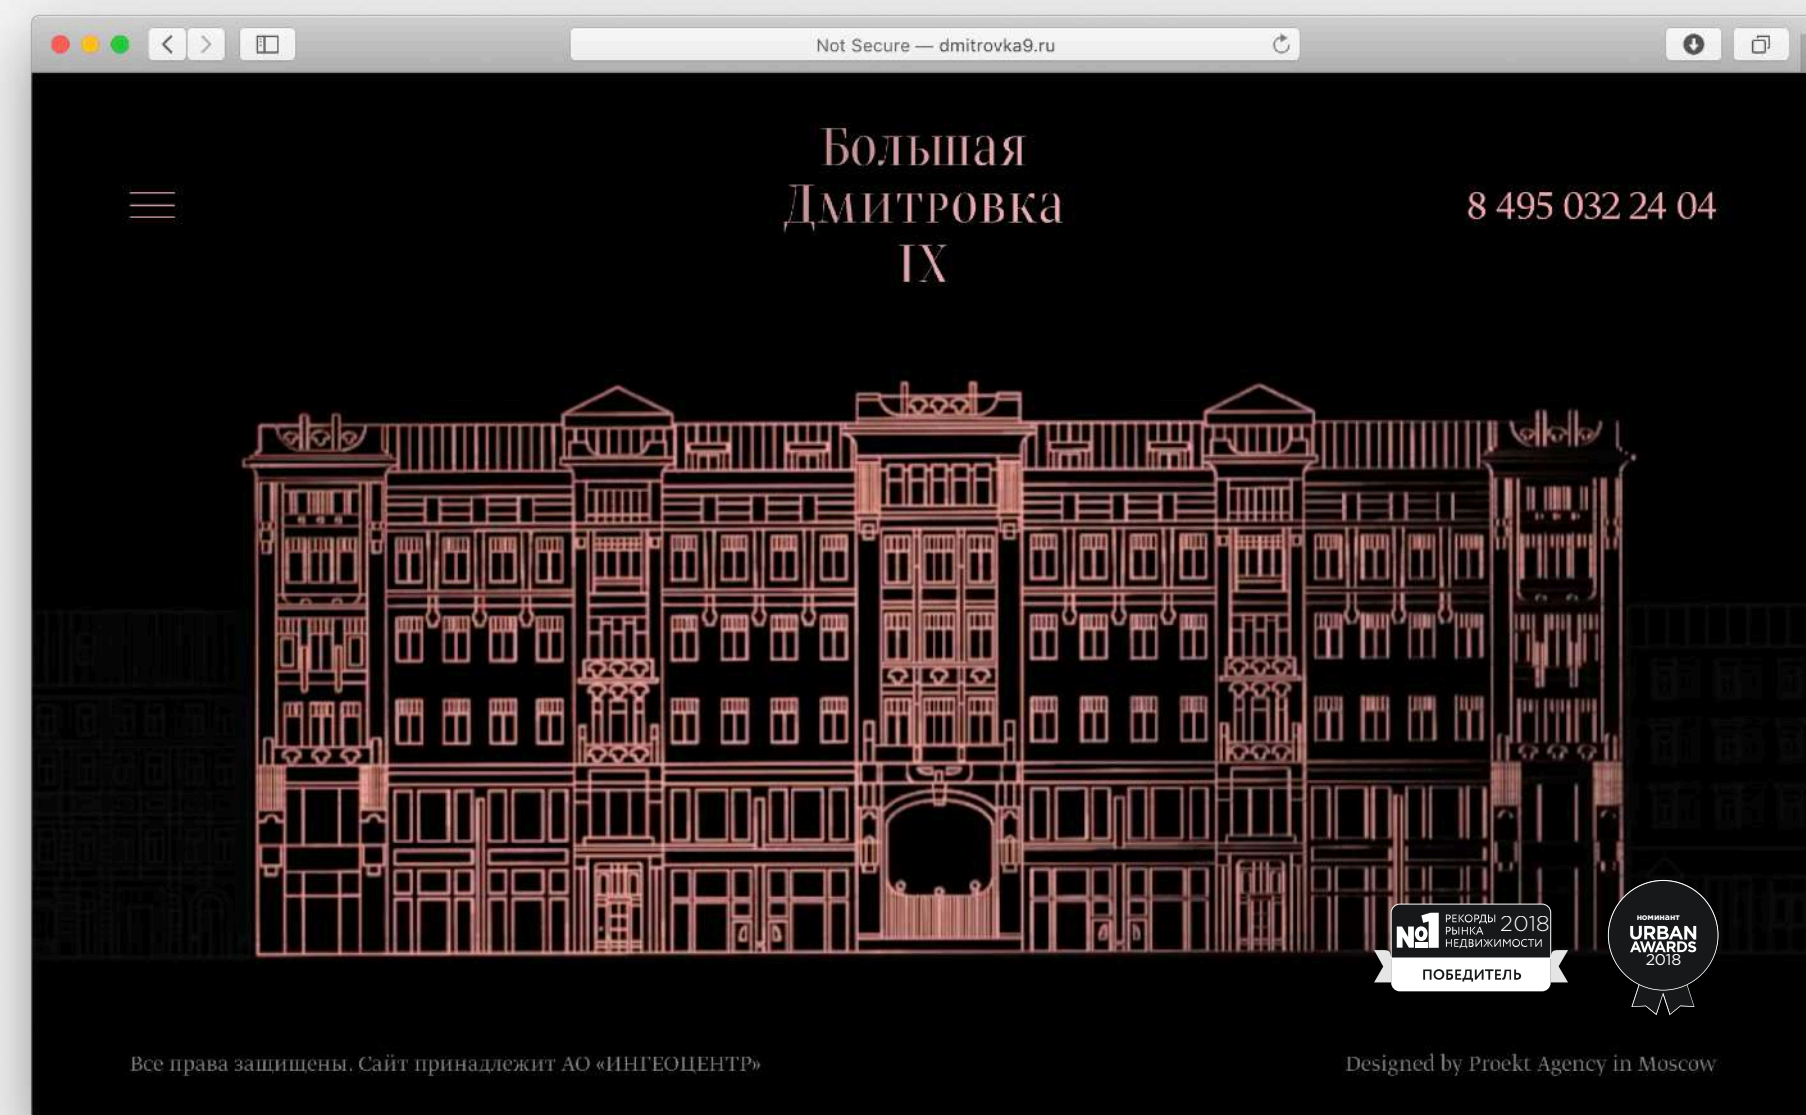 Not Secure — dmitrovka9.ru
Большая
Дмитровка
IX
8 495 032 24 04
№1
РЕКОРДЫ 2018
РЫНКА
НЕДВИЖИМОСТИ
ПОБЕДИТЕЛЬ
номинант
URBAN
AWARDS
2018
Все права защищены. Сайт принадлежит АО «ИНГЕОЦЕНТР»
Designed by Proekt Agency in Moscow